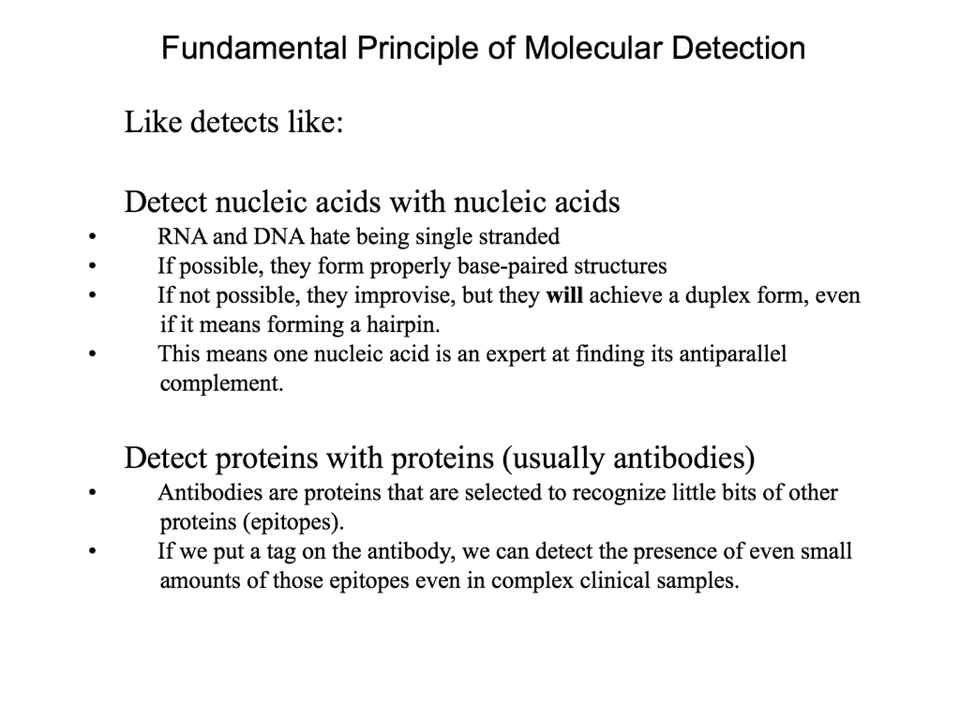 Fundamental Principle of Molecular Detection
Like detects like:
Detect nucleic acids with nucleic acids
• RNA and DNA hate being single stranded
• If possible, they form properly base-paired structures
• If not possible, they improvise, but they will achieve a duplex form, even
if it means forming a hairpin.
• This means one nucleic acid is an expert at finding its antiparallel
complement.
Detect proteins with proteins (usually antibodies)
• Antibodies are proteins that are selected to recognize little bits of other
proteins (epitopes).
• If we put a tag on the antibody, we can detect the presence of even small
amounts of those epitopes even in complex clinical samples.